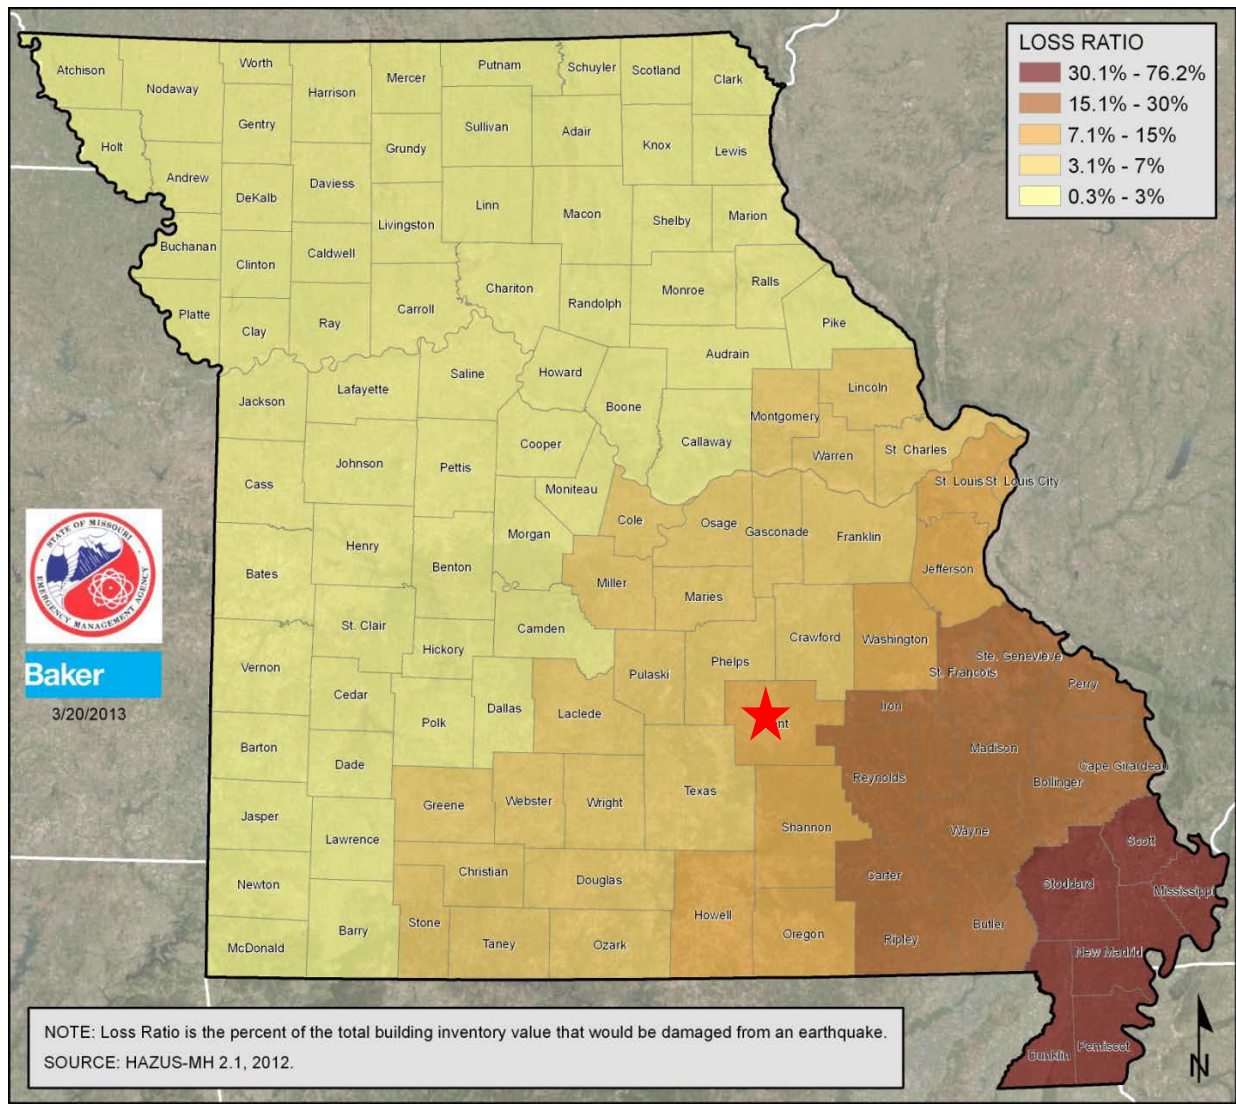 LOSS RATIO
30.1% - 76.2%
15.1% - 30%
7.1% - 15%
3.1% - 7%
0.3% - 3%
Atchison
Nodaway
Worth
Harrison
Mercer
Putnam
Schuyler
Scotland
Clark
Holt
Gentry
Grundy
Sullivan
Adair
Knox
Lewis
Andrew
DeKalb
Daviess
Livingston
Linn
Macon
Shelby
Marion
Buchanan
Clinton
Caldwell
Chariton
Randolph
Monroe
Ralls
Platte
Clay
Ray
Carroll
Pike
Audrain
Jackson
Lafayette
Saline
Howard
Boone
Callaway
Montgomery
Lincoln
Cooper
Warren
St. Charles
Cass
Johnson
Pettis
Moniteau
St. Louis
St. Louis City
STATE OF MISSOURI
EMERGENCY MANAGEMENT AGENCY
Cole
Osage
Gasconade
Franklin
Henry
Morgan
Bates
Benton
Miller
Maries
Jefferson
St. Clair
Camden
Crawford
Washington
Baker
3/20/2013
Hickory
Vernon
Pulaski
Phelps
Ste. Genevieve
St. Francois
Perry
Cedar
Polk
Dallas
Laclede
nt
Iron
Barton
Dade
Madison
Cape Girardeau
Reynolds
Bollinger
Jasper
Greene
Webster
Wright
Texas
Shannon
Wayne
Lawrence
Scott
Newton
Christian
Douglas
Carter
Stoddard
Mississippi
McDonald
Barry
Stone
Taney
Ozark
Howell
Oregon
Ripley
Butler
New Madrid
Dunklin
Pemiscot
NOTE: Loss Ratio is the percent of the total building inventory value that would be damaged from an earthquake.
SOURCE: HAZUS-MH 2.1, 2012.
N